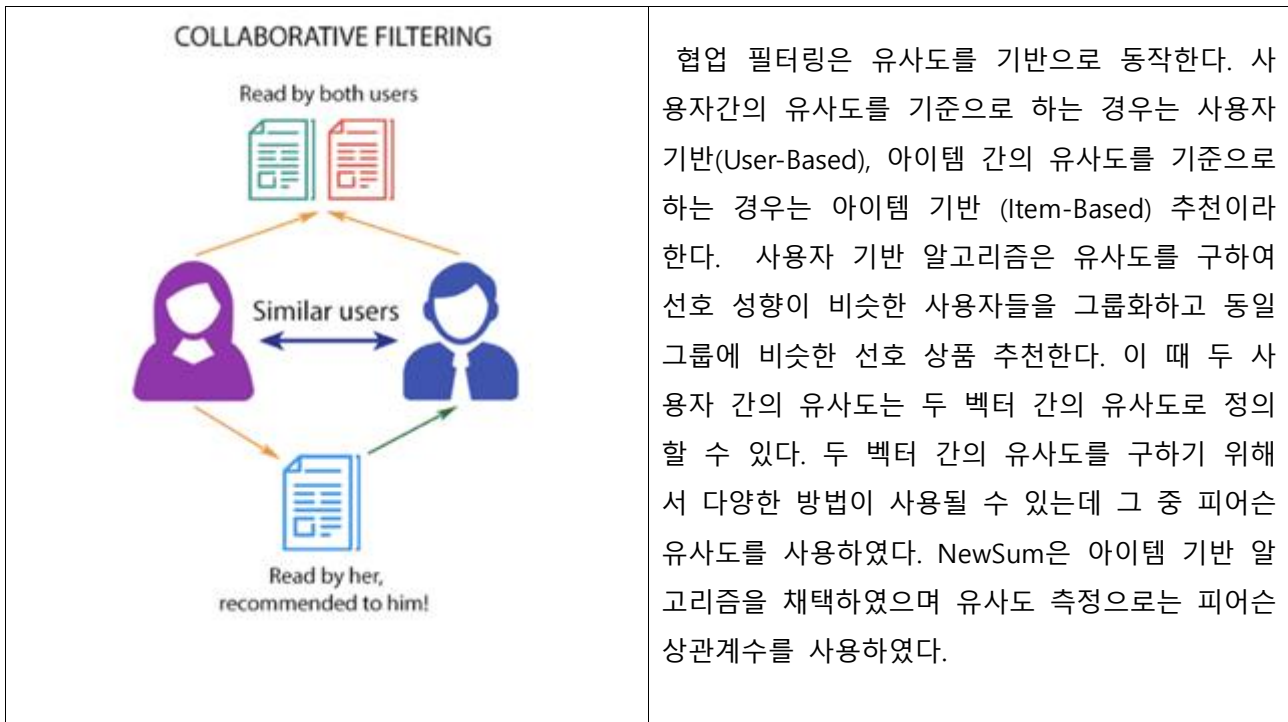 COLLABORATIVE FILTERING
Read by both users
Similar users
Read by her,
recommended to him!
협업 필터링은 유사도를 기반으로 동작한다. 사
용자간의 유사도를 기준으로 하는 경우는 사용자
기반(User-Based), 아이템 간의 유사도를 기준으로
하는 경우는 아이템 기반 (Item-Based) 추천이라
한다. 사용자 기반 알고리즘은 유사도를 구하여
선호 성향이 비슷한 사용자들을 그룹화하고 동일
그룹에 비슷한 선호 상품 추천한다. 이 때 두 사
용자 간의 유사도는 두 벡터 간의 유사도로 정의
할 수 있다. 두 벡터 간의 유사도를 구하기 위해
서 다양한 방법이 사용될 수 있는데 그 중 피어슨
유사도를 사용하였다. NewSum은 아이템 기반 알
고리즘을 채택하였으며 유사도 측정으로는 피어슨
상관계수를 사용하였다.